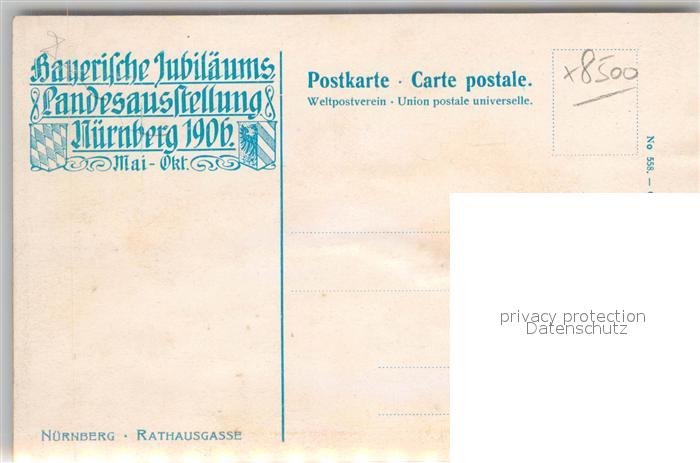 Bayerische Jubiläums
Landesausstellung
Nürnberg 1906.
Mai - Okt.
Postkarte · Carte postale.
Weltpostverein · Union postale universelle.
x8500
No 558. —
privacy protection
Datenschutz
NÜRNBERG · RATHAUSGASSE